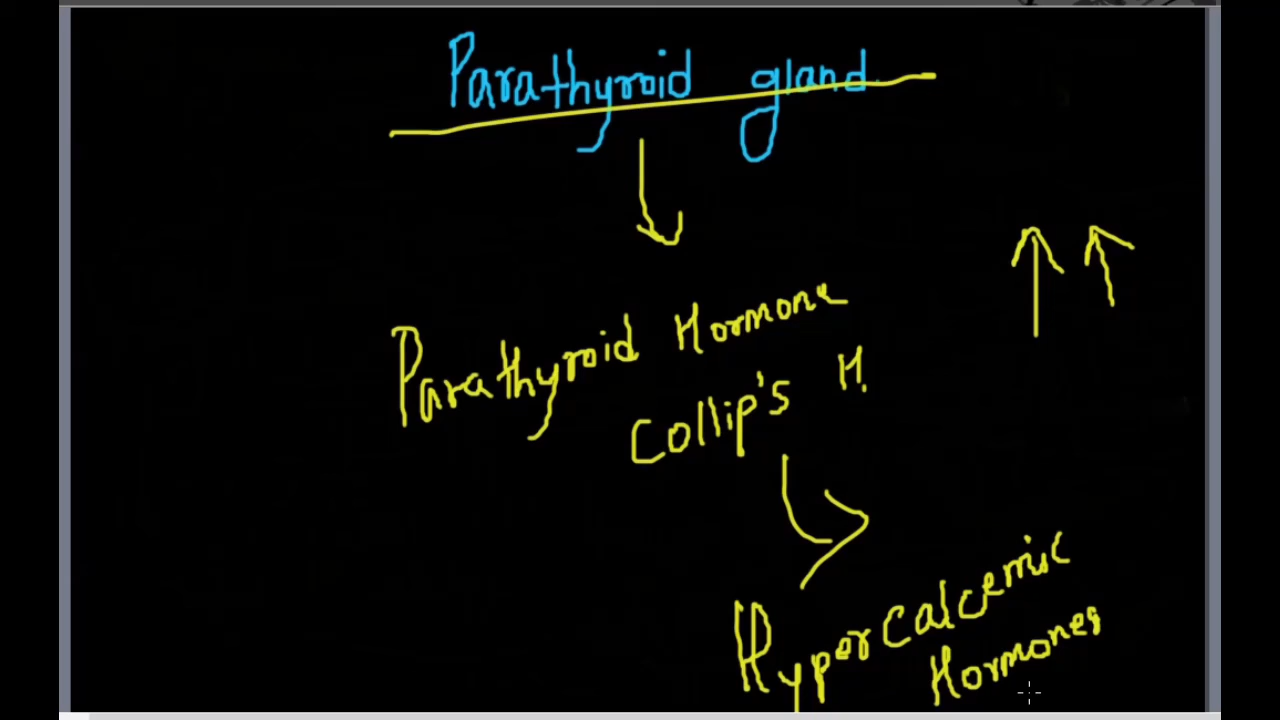 Parathyroid gland
Parathyroid Hormone
Collip's H.
Hypercalcemic
Hormones